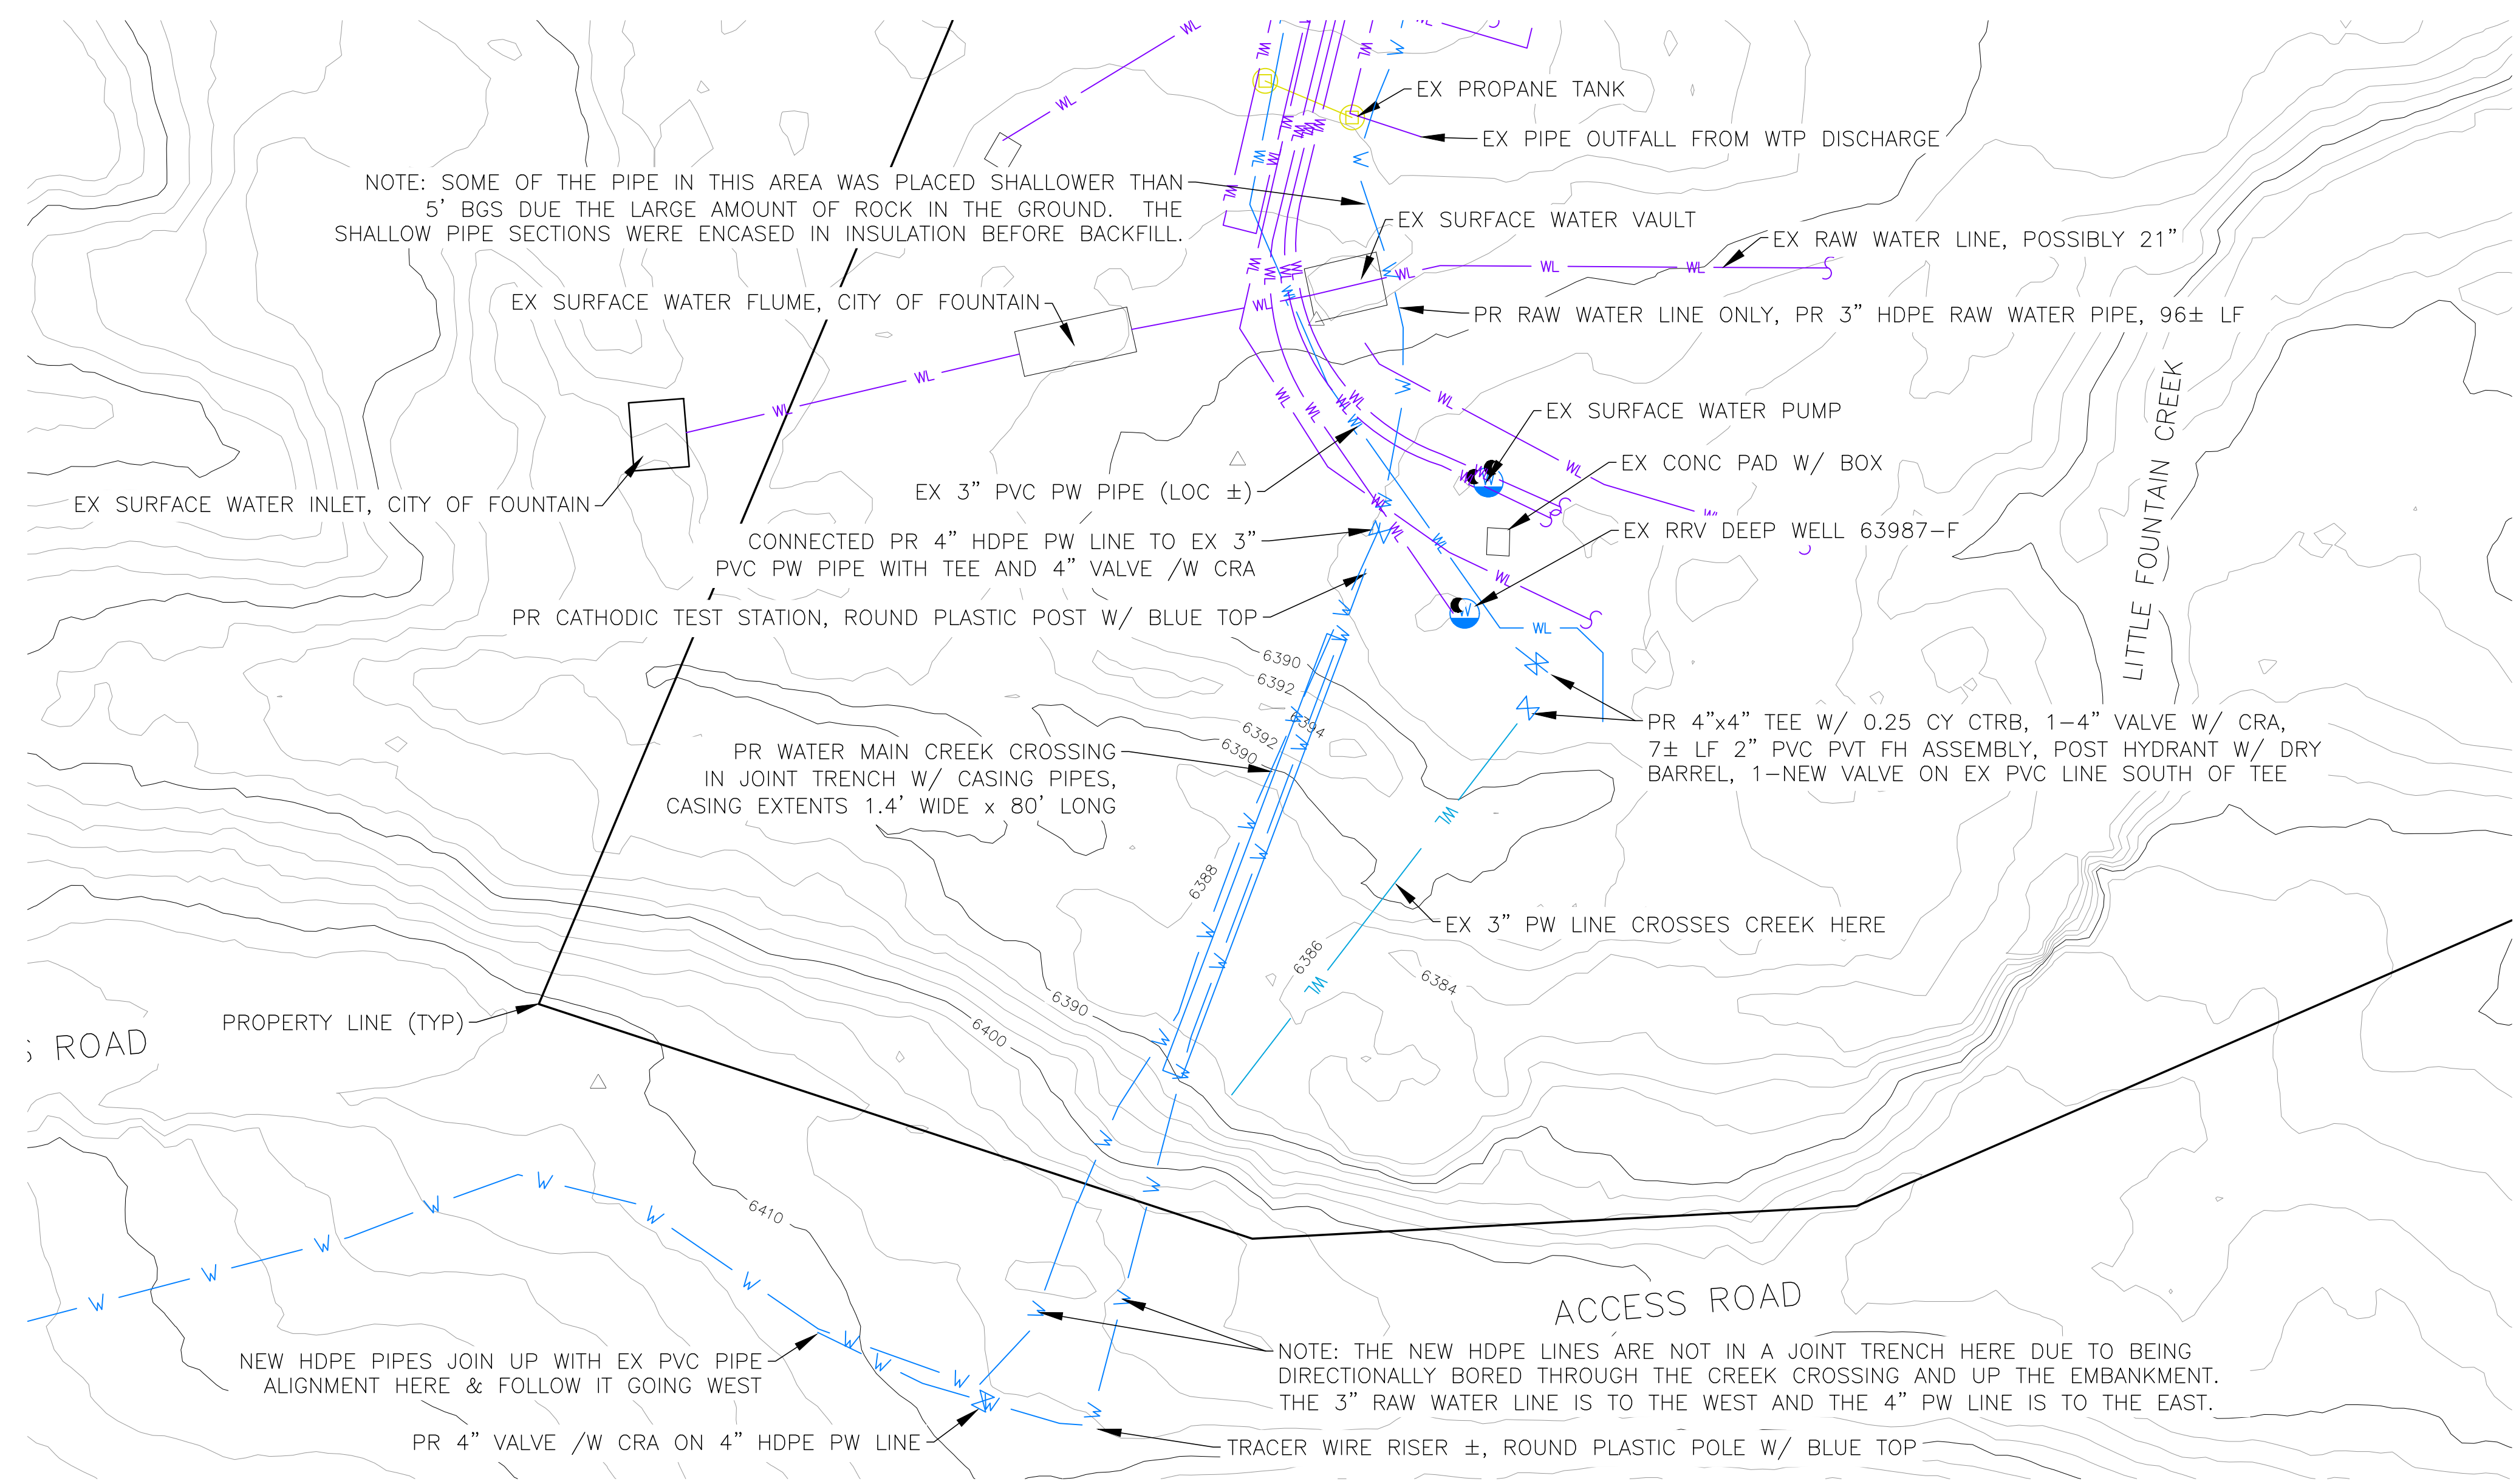 EX PROPANE TANK
EX PIPE OUTFALL FROM WTP DISCHARGE
NOTE: SOME OF THE PIPE IN THIS AREA WAS PLACED SHALLOWER THAN
5' BGS DUE THE LARGE AMOUNT OF ROCK IN THE GROUND. THE
SHALLOW PIPE SECTIONS WERE ENCASED IN INSULATION BEFORE BACKFILL.
EX SURFACE WATER VAULT
EX RAW WATER LINE, POSSIBLY 21"
EX SURFACE WATER FLUME, CITY OF FOUNTAIN
PR RAW WATER LINE ONLY, PR 3" HDPE RAW WATER PIPE, 96± LF
EX SURFACE WATER PUMP
EX CONC PAD W/ BOX
EX 3" PVC PW PIPE (LOC ±)
EX SURFACE WATER INLET, CITY OF FOUNTAIN
EX RRV DEEP WELL 63987-F
LITTLE FOUNTAIN CREEK
CONNECTED PR 4" HDPE PW LINE TO EX 3"
PVC PW PIPE WITH TEE AND 4" VALVE /W CRA
PR CATHODIC TEST STATION, ROUND PLASTIC POST W/ BLUE TOP
6390
6392
6394
6392
6390
PR 4"x4" TEE W/ 0.25 CY CTRB, 1-4" VALVE W/ CRA,
7± LF 2" PVC PVT FH ASSEMBLY, POST HYDRANT W/ DRY
BARREL, 1-NEW VALVE ON EX PVC LINE SOUTH OF TEE
PR WATER MAIN CREEK CROSSING
IN JOINT TRENCH W/ CASING PIPES,
CASING EXTENTS 1.4' WIDE x 80' LONG
6388
EX 3" PW LINE CROSSES CREEK HERE
6386
6384
6390
6400
PROPERTY LINE (TYP)
S ROAD
6410
ACCESS ROAD
NEW HDPE PIPES JOIN UP WITH EX PVC PIPE
ALIGNMENT HERE & FOLLOW IT GOING WEST
NOTE: THE NEW HDPE LINES ARE NOT IN A JOINT TRENCH HERE DUE TO BEING
DIRECTIONALLY BORED THROUGH THE CREEK CROSSING AND UP THE EMBANKMENT.
THE 3" RAW WATER LINE IS TO THE WEST AND THE 4" PW LINE IS TO THE EAST.
PR 4" VALVE /W CRA ON 4" HDPE PW LINE
TRACER WIRE RISER ±, ROUND PLASTIC POLE W/ BLUE TOP
WL
WL
WL
WL
WL
WL
WL
WL
WL
WL
WL
W
W
W
W
W
W
W
W
W